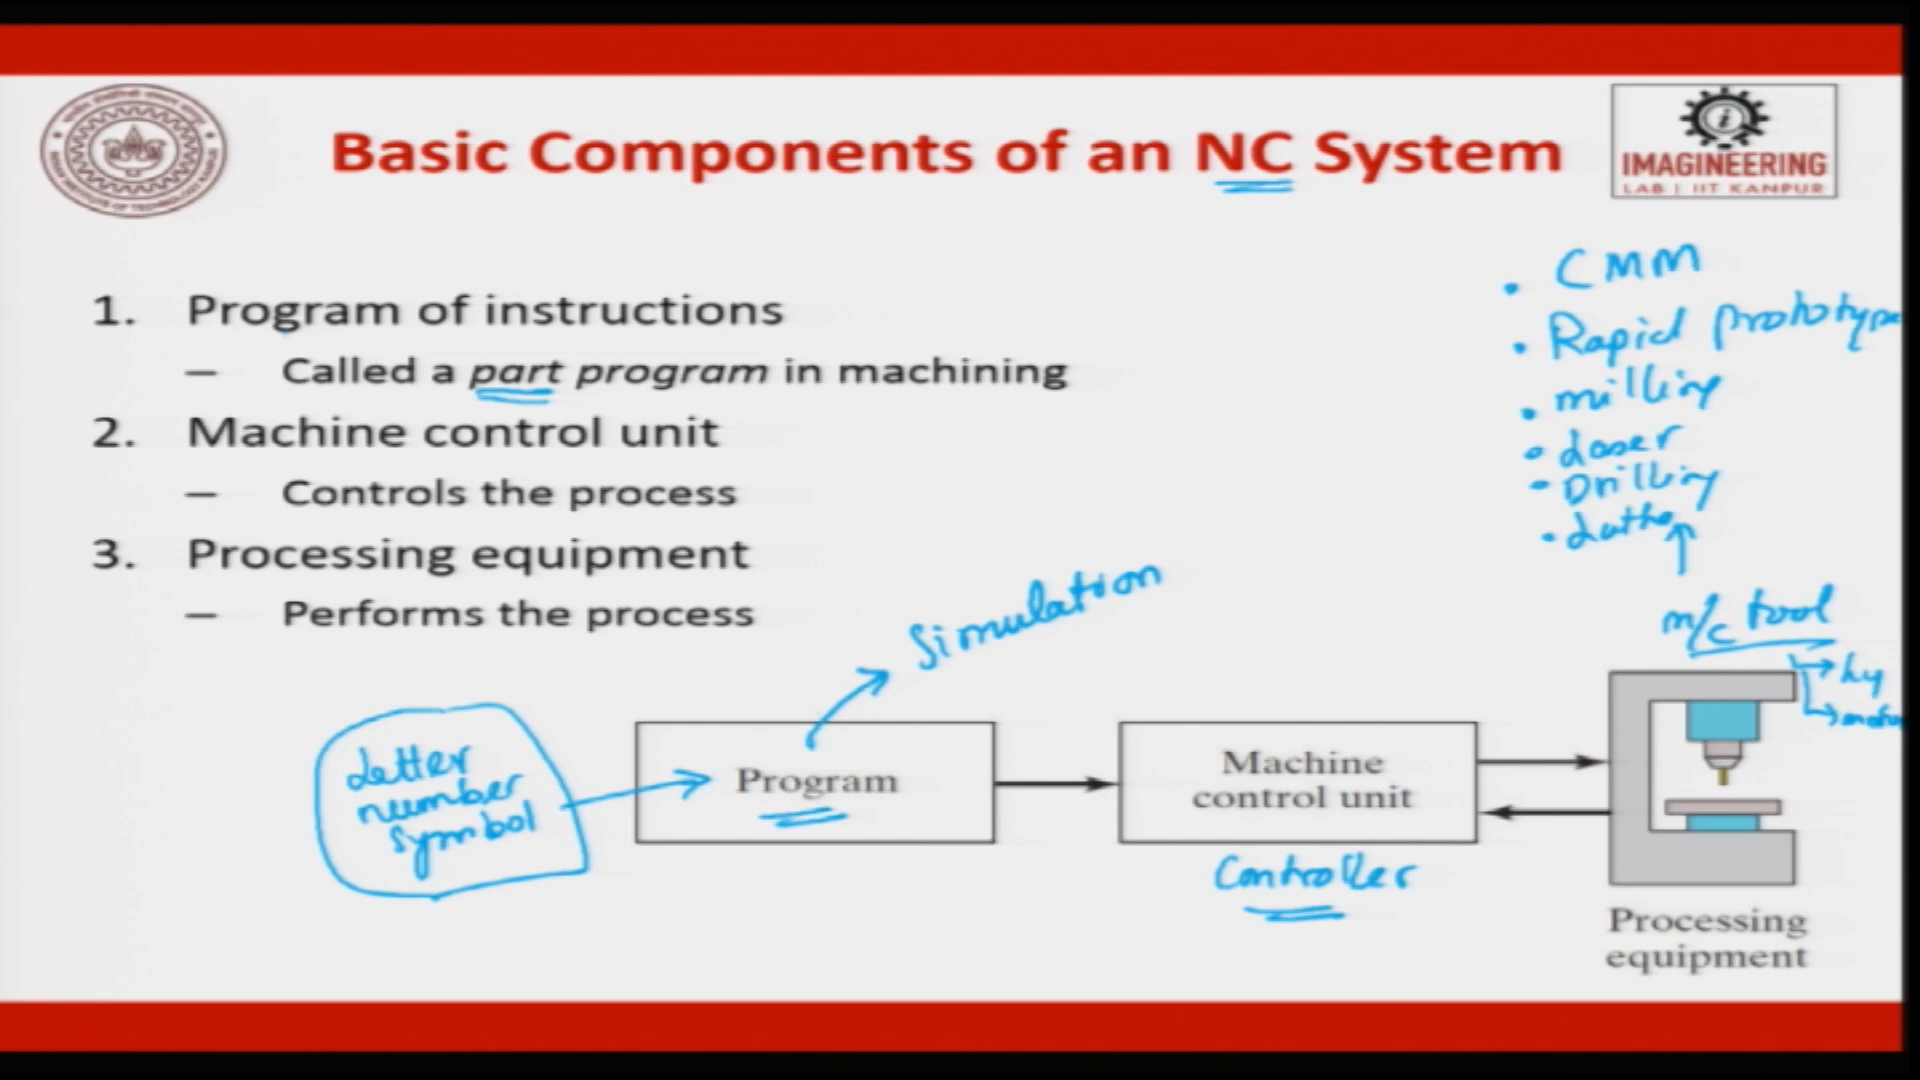 Basic Components of an NC System
IMAGINEERING
LAB | IIT KANPUR
1. Program of instructions
– Called a part program in machining
2. Machine control unit
– Controls the process
3. Processing equipment
– Performs the process
• CMM
• Rapid prototype
• milling
• Laser
• Drilling
• Lathe
m/c tool
hy
Simulation
Letter
number
symbol
Program
Machine
control unit
Controller
Processing
equipment